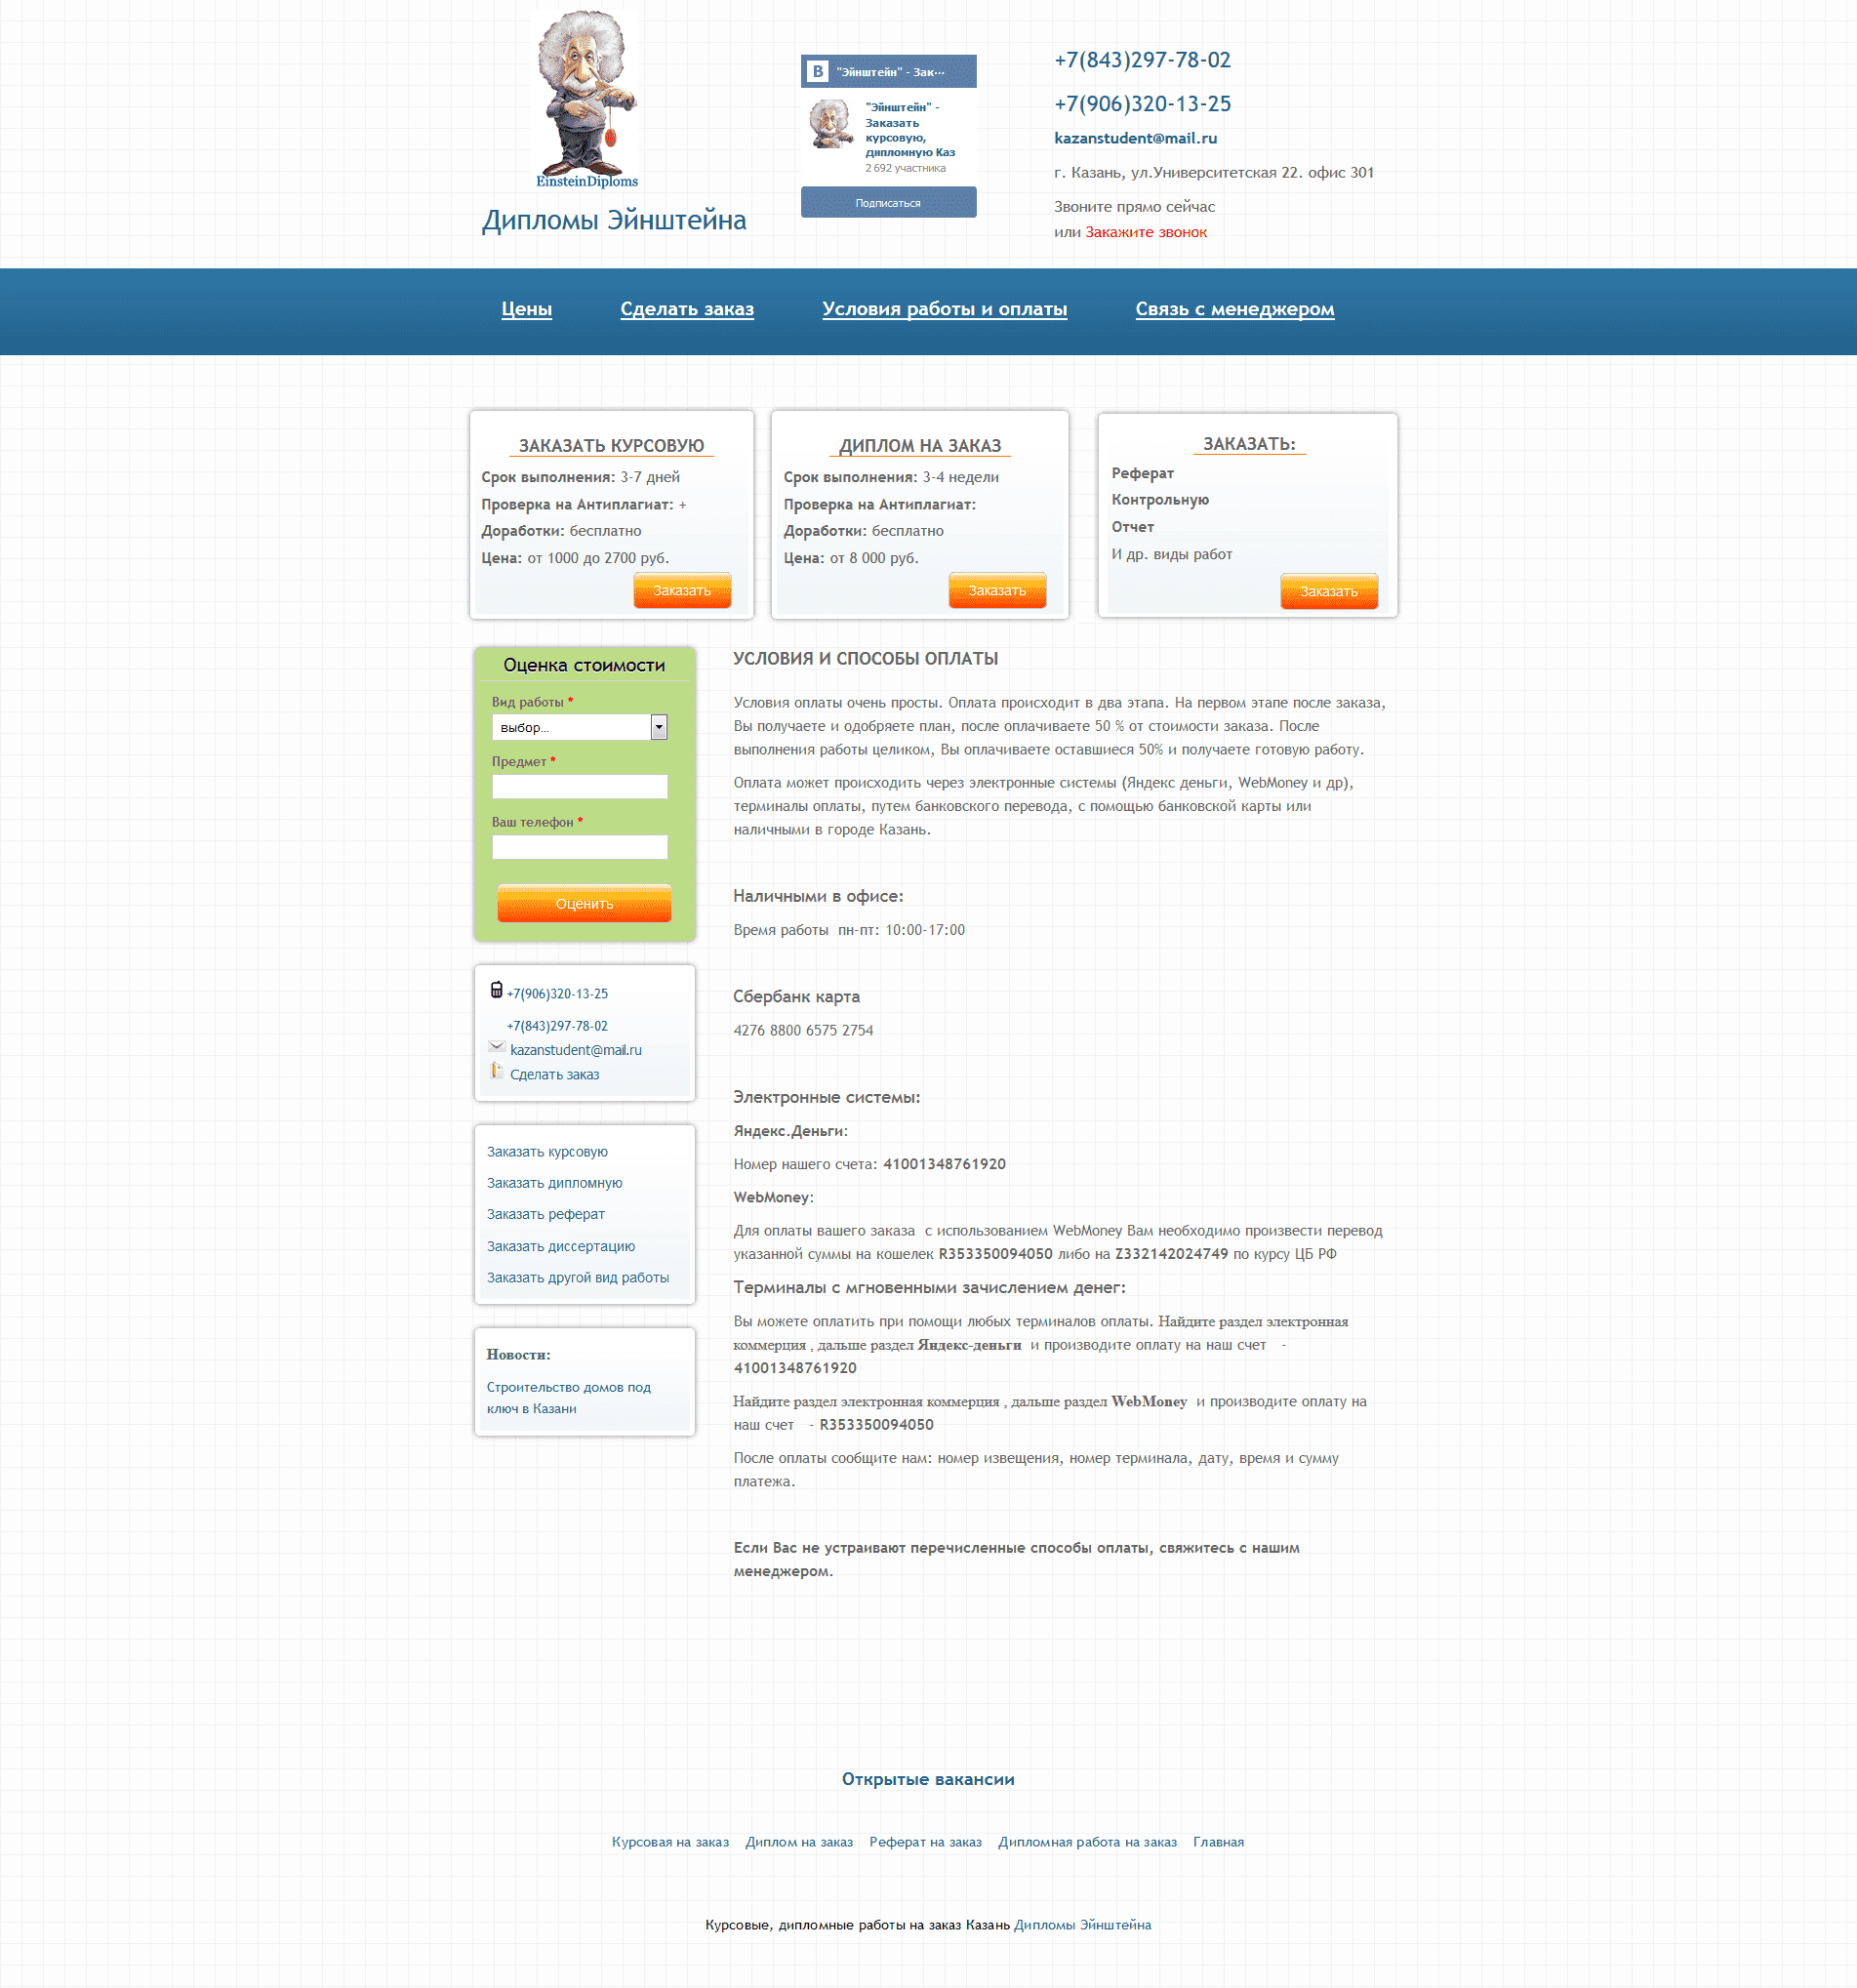 EinsteinDiploms
Дипломы Эйнштейна
B "Эйнштейн" - Зак...
"Эйнштейн" -
Заказать
курсовую,
дипломную Каз
2 692 участника
Подписаться
+7(843)297-78-02
+7(906)320-13-25
kazanstudent@mail.ru
г. Казань, ул.Университетская 22. офис 301
Звоните прямо сейчас
или Закажите звонок
Цены Сделать заказ Условия работы и оплаты Связь с менеджером
ЗАКАЗАТЬ КУРСОВУЮ
Срок выполнения: 3-7 дней
Проверка на Антиплагиат: +
Доработки: бесплатно
Цена: от 1000 до 2700 руб.
Заказать
ДИПЛОМ НА ЗАКАЗ
Срок выполнения: 3-4 недели
Проверка на Антиплагиат:
Доработки: бесплатно
Цена: от 8 000 руб.
Заказать
ЗАКАЗАТЬ:
Реферат
Контрольную
Отчет
И др. виды работ
Заказать
Оценка стоимости
Вид работы *
выбор...
Предмет *
Ваш телефон *
Оценить
+7(906)320-13-25
+7(843)297-78-02
kazanstudent@mail.ru
Сделать заказ
Заказать курсовую
Заказать дипломную
Заказать реферат
Заказать диссертацию
Заказать другой вид работы
Новости:
Строительство домов под
ключ в Казани
УСЛОВИЯ И СПОСОБЫ ОПЛАТЫ
Условия оплаты очень просты. Оплата происходит в два этапа. На первом этапе после заказа,
Вы получаете и одобряете план, после оплачиваете 50 % от стоимости заказа. После
выполнения работы целиком, Вы оплачиваете оставшиеся 50% и получаете готовую работу.
Оплата может происходить через электронные системы (Яндекс деньги, WebMoney и др),
терминалы оплаты, путем банковского перевода, с помощью банковской карты или
наличными в городе Казань.
Наличными в офисе:
Время работы  пн-пт: 10:00-17:00
Сбербанк карта
4276 8800 6575 2754
Электронные системы:
Яндекс.Деньги:
Номер нашего счета: 41001348761920
WebMoney:
Для оплаты вашего заказа  с использованием WebMoney Вам необходимо произвести перевод
указанной суммы на кошелек R353350094050 либо на Z332142024749 по курсу ЦБ РФ
Терминалы с мгновенными зачислением денег:
Вы можете оплатить при помощи любых терминалов оплаты. Найдите раздел электронная
коммерция , дальше раздел Яндекс-деньги  и производите оплату на наш счет   -
41001348761920
Найдите раздел электронная коммерция , дальше раздел WebMoney  и производите оплату на
наш счет   - R353350094050
После оплаты сообщите нам: номер извещения, номер терминала, дату, время и сумму
платежа.
Если Вас не устраивают перечисленные способы оплаты, свяжитесь с нашим
менеджером.
Открытые вакансии
Курсовая на заказ Диплом на заказ Реферат на заказ Дипломная работа на заказ Главная
Курсовые, дипломные работы на заказ Казань Дипломы Эйнштейна